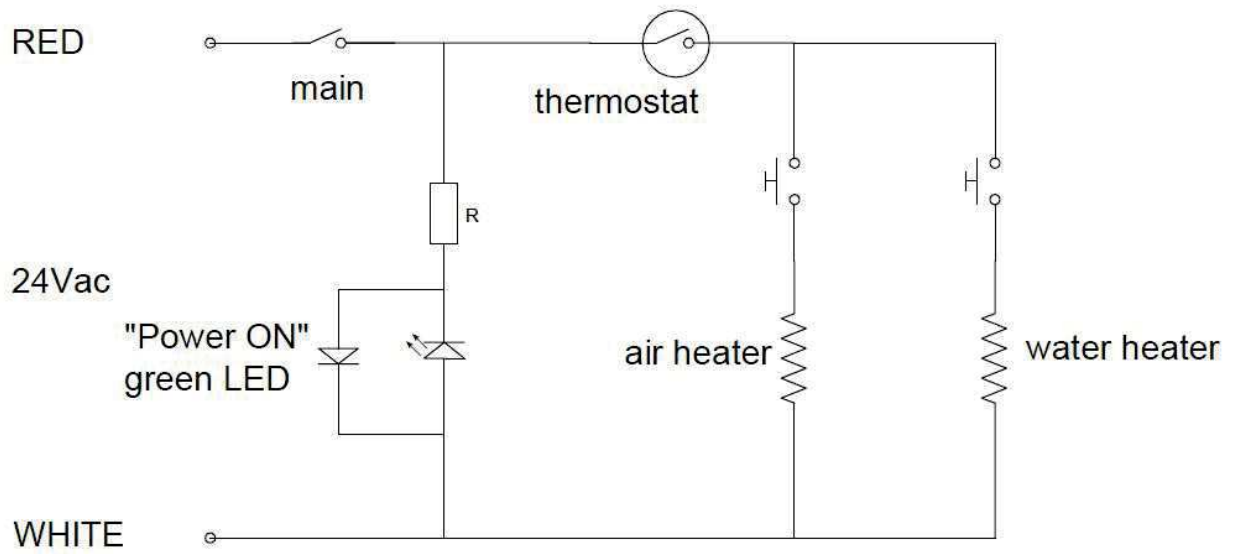 RED
main
thermostat
R
24Vac
"Power ON"
green LED
air heater
water heater
WHITE